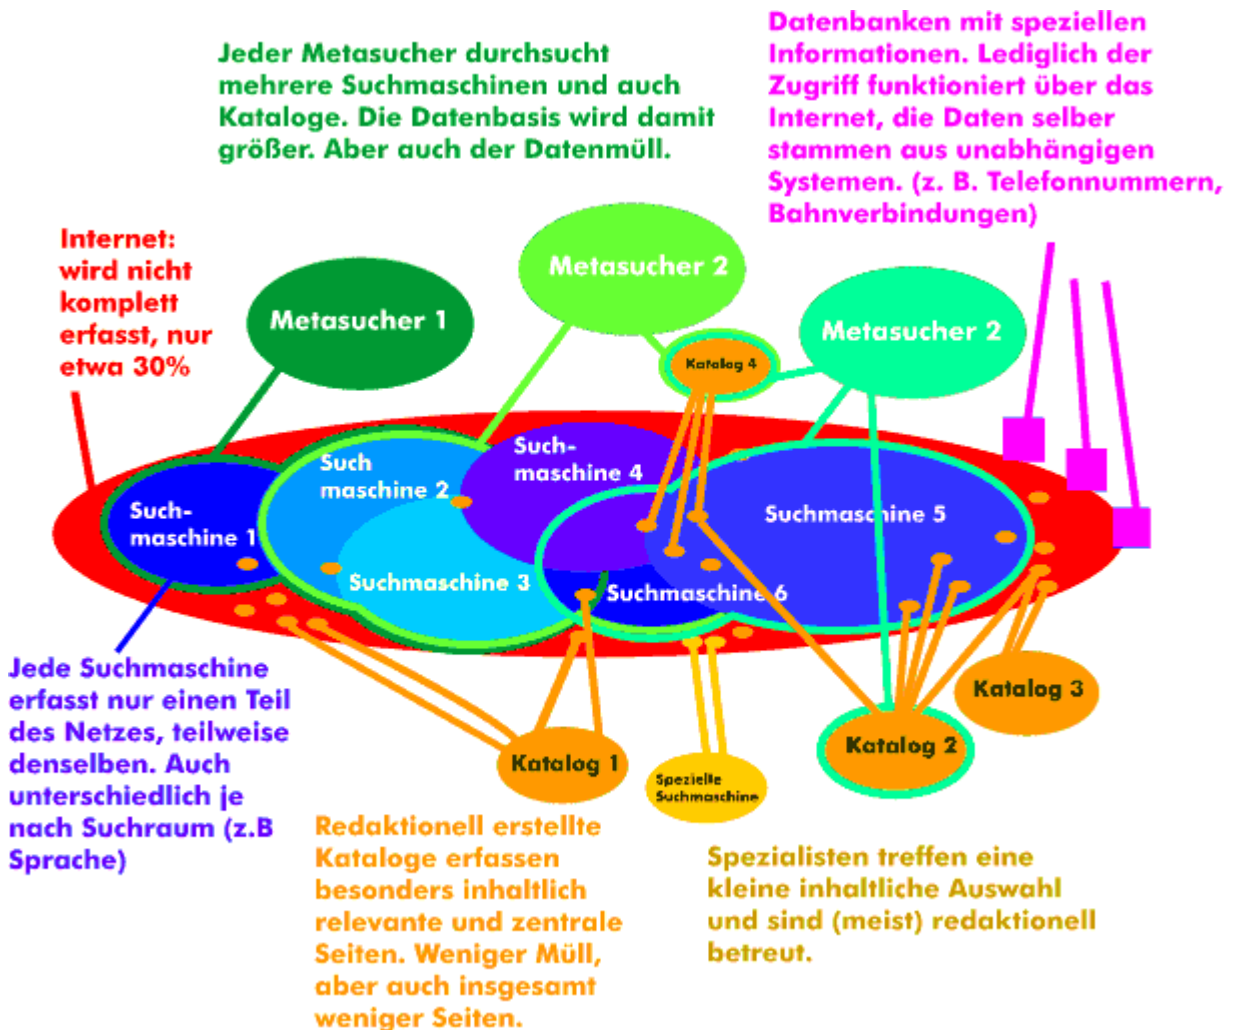 Datenbanken mit speziellen
Informationen. Lediglich der
Zugriff funktioniert über das
Internet, die Daten selber
stammen aus unabhängigen
Systemen. (z. B. Telefonnummern,
Bahnverbindungen)
Jeder Metasucher durchsucht
mehrere Suchmaschinen und auch
Kataloge. Die Datenbasis wird damit
größer. Aber auch der Datenmüll.
Internet:
wird nicht
komplett
erfasst, nur
etwa 30%
Metasucher 1
Metasucher 2
Metasucher 2
Katalog 4
Such-
maschine 1
Such
maschine 2
Suchmaschine 3
Such-
maschine 4
Suchmaschine 5
Suchmaschine 6
Jede Suchmaschine
erfasst nur einen Teil
des Netzes, teilweise
denselben. Auch
unterschiedlich je
nach Suchraum (z.B
Sprache)
Katalog 1
Spezielle
Suchmaschine
Katalog 2
Katalog 3
Redaktionell erstellte
Kataloge erfassen
besonders inhaltlich
relevante und zentrale
Seiten. Weniger Müll,
aber auch insgesamt
weniger Seiten.
Spezialisten treffen eine
kleine inhaltliche Auswahl
und sind (meist) redaktionell
betreut.